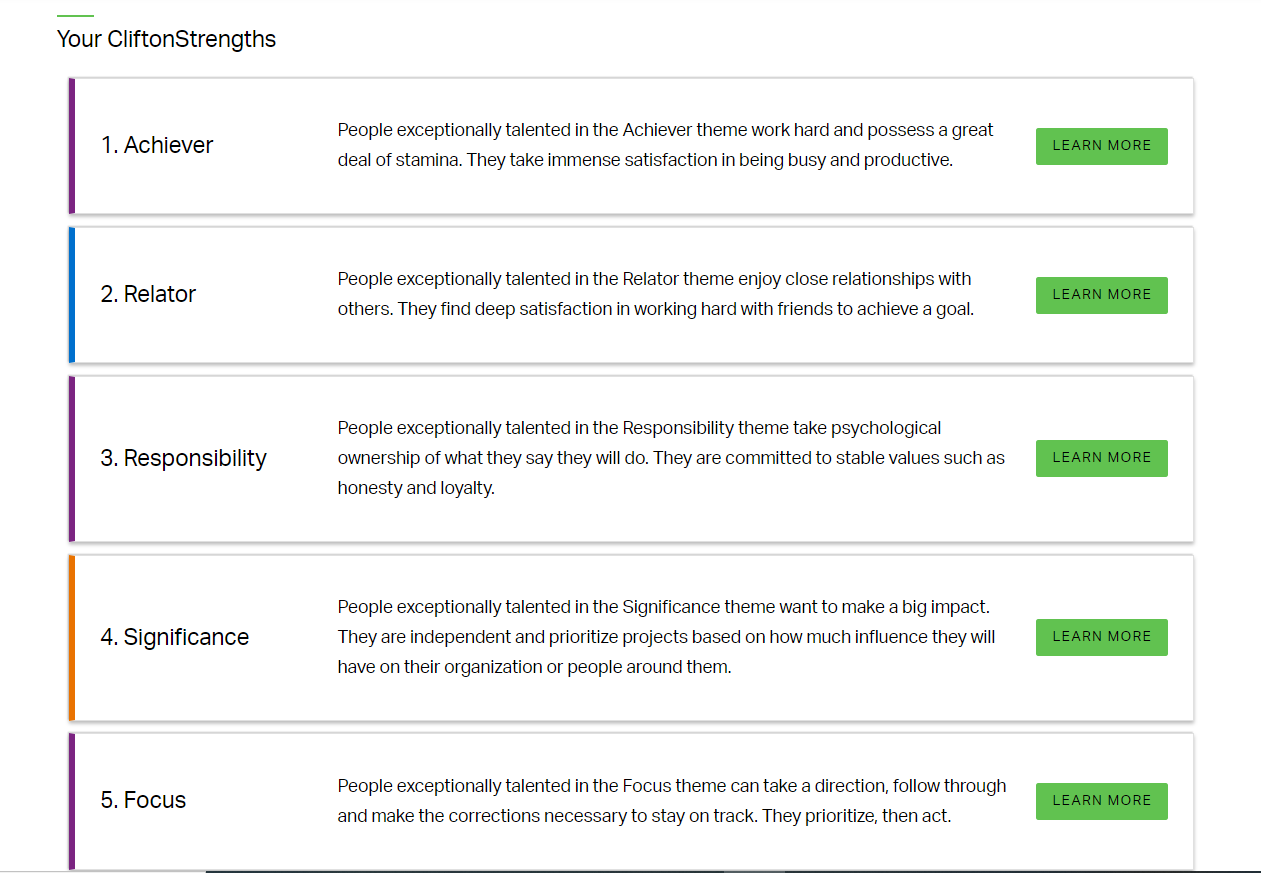 Your CliftonStrengths
1. Achiever
People exceptionally talented in the Achiever theme work hard and possess a great
deal of stamina. They take immense satisfaction in being busy and productive.
LEARN MORE
2. Relator
People exceptionally talented in the Relator theme enjoy close relationships with
others. They find deep satisfaction in working hard with friends to achieve a goal.
LEARN MORE
3. Responsibility
People exceptionally talented in the Responsibility theme take psychological
ownership of what they say they will do. They are committed to stable values such as
honesty and loyalty.
LEARN MORE
4. Significance
People exceptionally talented in the Significance theme want to make a big impact.
They are independent and prioritize projects based on how much influence they will
have on their organization or people around them.
LEARN MORE
5. Focus
People exceptionally talented in the Focus theme can take a direction, follow through
and make the corrections necessary to stay on track. They prioritize, then act.
LEARN MORE